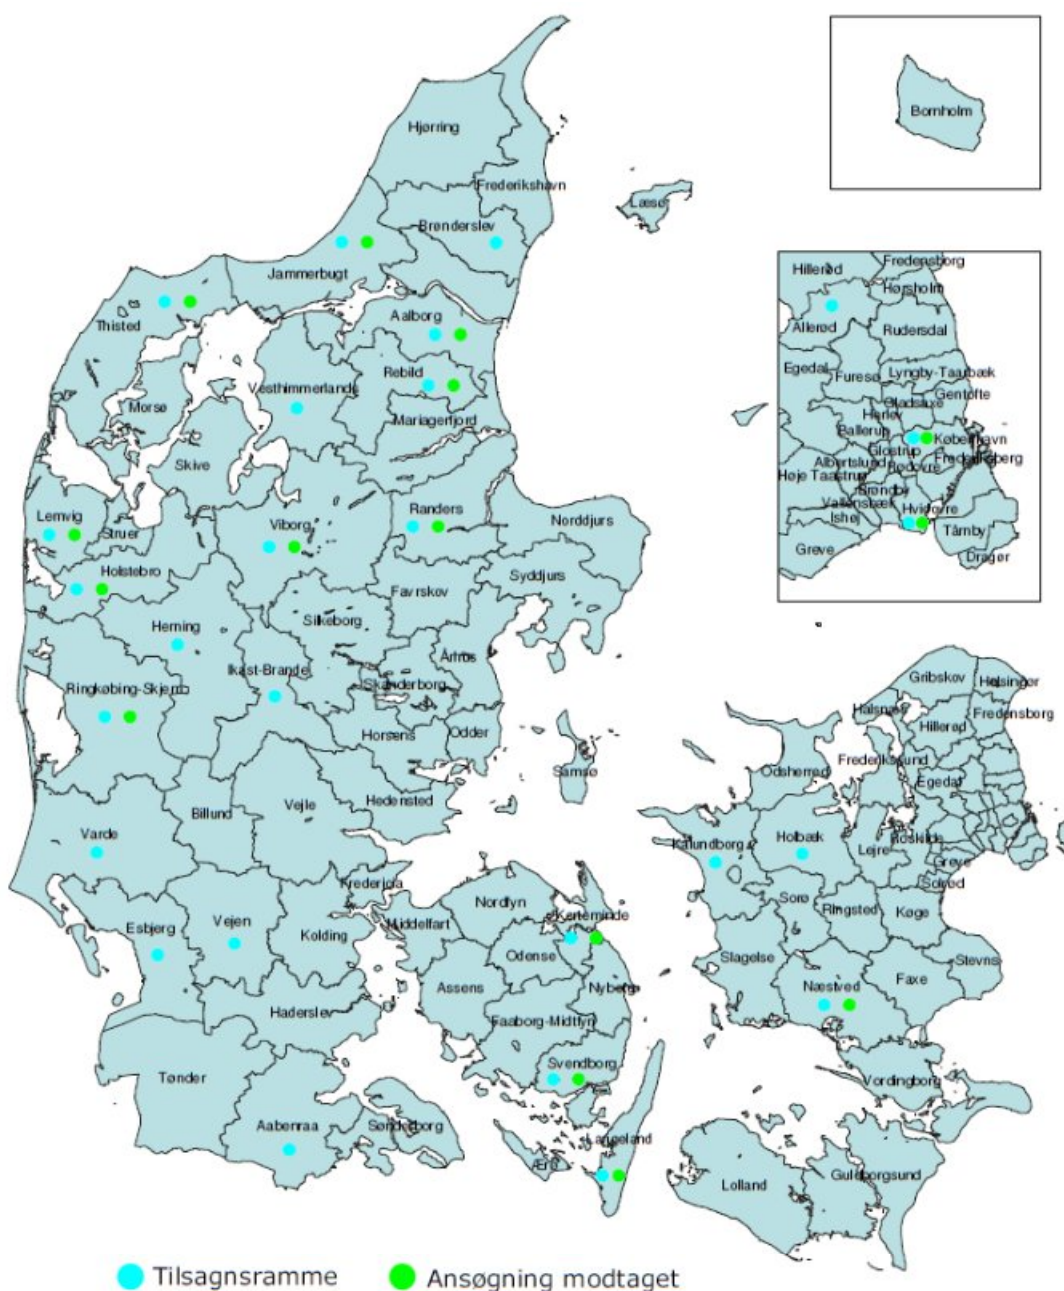 Bornholm
Hjørring
Frederikshavn
Læsø
Brønderslev
Jammerbugt
Thisted
Aalborg
Rebild
Vesthimmerlande
Morsø
Mariagerfjord
Skive
Lemvig
Struer
Viborg
Randers
Norddjurs
Holstebro
Syddjurs
Favrskov
Silkeborg
Herning
Ikast-Brande
Århus
Skanderborg
Ringkøbing-Skjern
Horsens
Odder
Samsø
Hedensted
Vejle
Billund
Varde
Fredericia
Esbjerg
Vejen
Kolding
Middelfart
Nordfyn
Kerteminde
Odense
Assens
Nyborg
Faaborg-Midtfyn
Haderslev
Svendborg
Tønder
Aabenraa
Sønderborg
Langeland
Ærø
Hillerød
Fredensborg
Hørsholm
Allerød
Rudersdal
Egedal
Furesø
Lyngby-Taarbæk
Gentofte
Gladsaxe
Herlev
Ballerup
København
Glostrup
Frederiksberg
Albertslund
Rødovre
Høje Taastrup
Brøndby
Vallensbæk
Hvidovre
Ishøj
Tårnby
Greve
Dragør
Gribskov
Helsingør
Halsnæs
Fredensborg
Hillerød
Frederikssund
Odsherred
Egedal
Kalundborg
Holbæk
Roskilde
Lejre
Greve
Solrød
Sorø
Ringsted
Køge
Slagelse
Stevns
Faxe
Næstved
Vordingborg
Guldborgsund
Lolland
Tilsagnsramme
Ansøgning modtaget